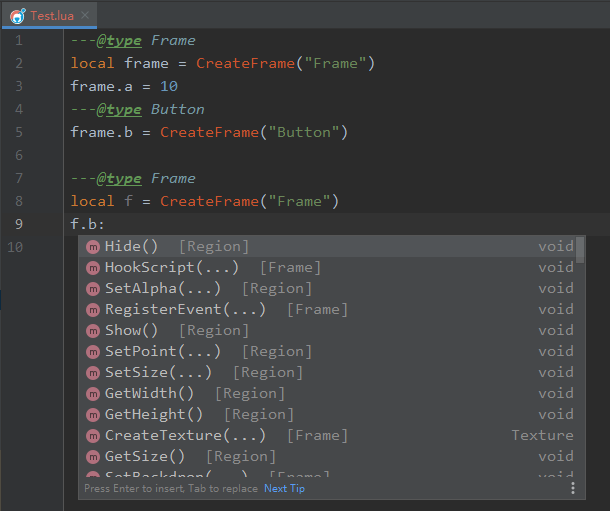 Test.lua
1 ---@type Frame
2 local frame = CreateFrame("Frame")
3 frame.a = 10
4 ---@type Button
5 frame.b = CreateFrame("Button")
6
7 ---@type Frame
8 local f = CreateFrame("Frame")
9 f.b:
10
m Hide() [Region] void
m HookScript(...) [Frame] void
m SetAlpha(...) [Region] void
m RegisterEvent(...) [Frame] void
m Show() [Region] void
m SetPoint(...) [Region] void
m SetSize(...) [Region] void
m GetWidth() [Region] void
m GetHeight() [Region] void
m CreateTexture(...) [Frame] Texture
m GetSize() [Region] void
m SetBackdrop(...) [Frame] void
Press Enter to insert, Tab to replace Next Tip